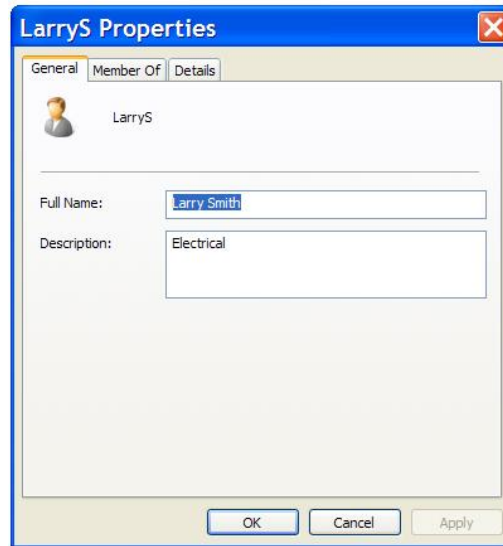 LarryS Properties
General Member Of Details
LarryS
Full Name: Larry Smith
Description: Electrical
OK Cancel Apply